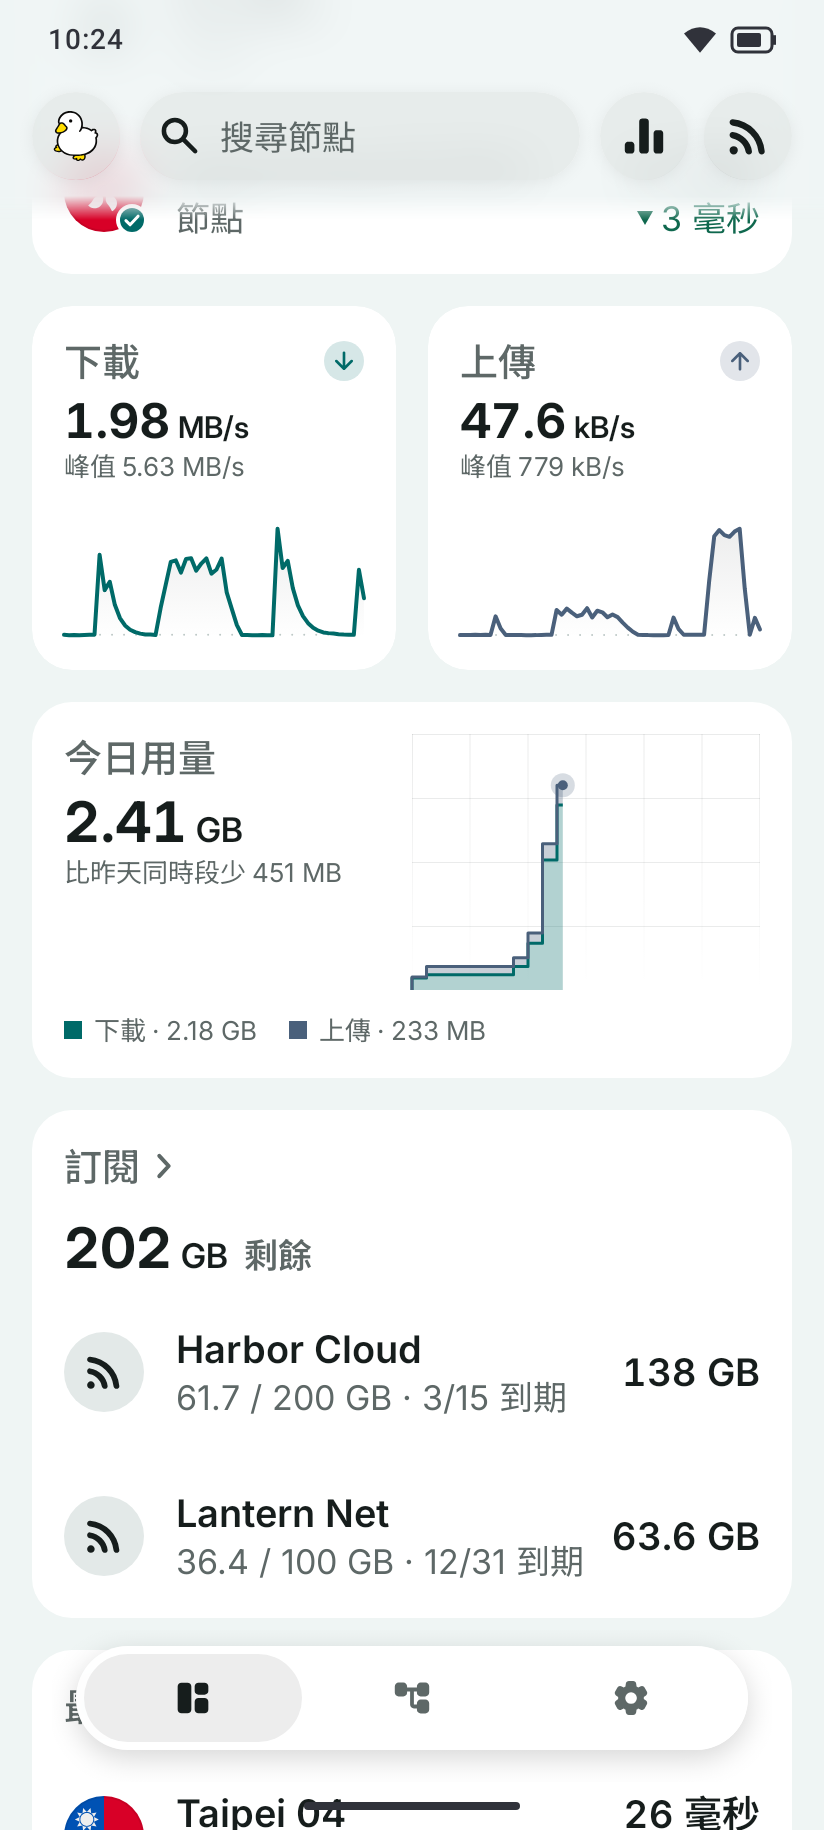 10:24
搜尋節點
節點
3 毫秒
下載
1.98 MB/s
峰值 5.63 MB/s
上傳
47.6 kB/s
峰值 779 kB/s
今日用量
2.41 GB
比昨天同時段少 451 MB
下載 · 2.18 GB
上傳 · 233 MB
訂閱
202 GB 剩餘
Harbor Cloud
61.7 / 200 GB · 3/15 到期
138 GB
Lantern Net
36.4 / 100 GB · 12/31 到期
63.6 GB
Taipei 04
26 毫秒